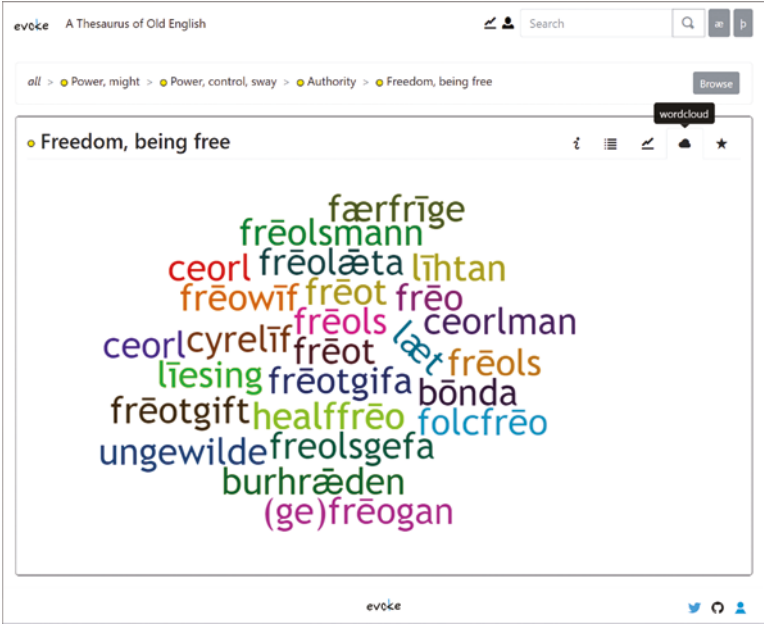 evoke A Thesaurus of Old English Search æ þ
all > Power, might > Power, control, sway > Authority > Freedom, being free Browse
wordcloud
Freedom, being free i
færfrīge
frēolsmann
ceorl frēolǣta līhtan
frēowīf frēot frēo
frēols ceorlman
ceorl cyrelīf frēot læt frēols
līesing frēotgifa bōnda
frēotgift healffrēo folcfrēo
ungewilde freolsgefa
burhrǣden
(ge)frēogan
evoke